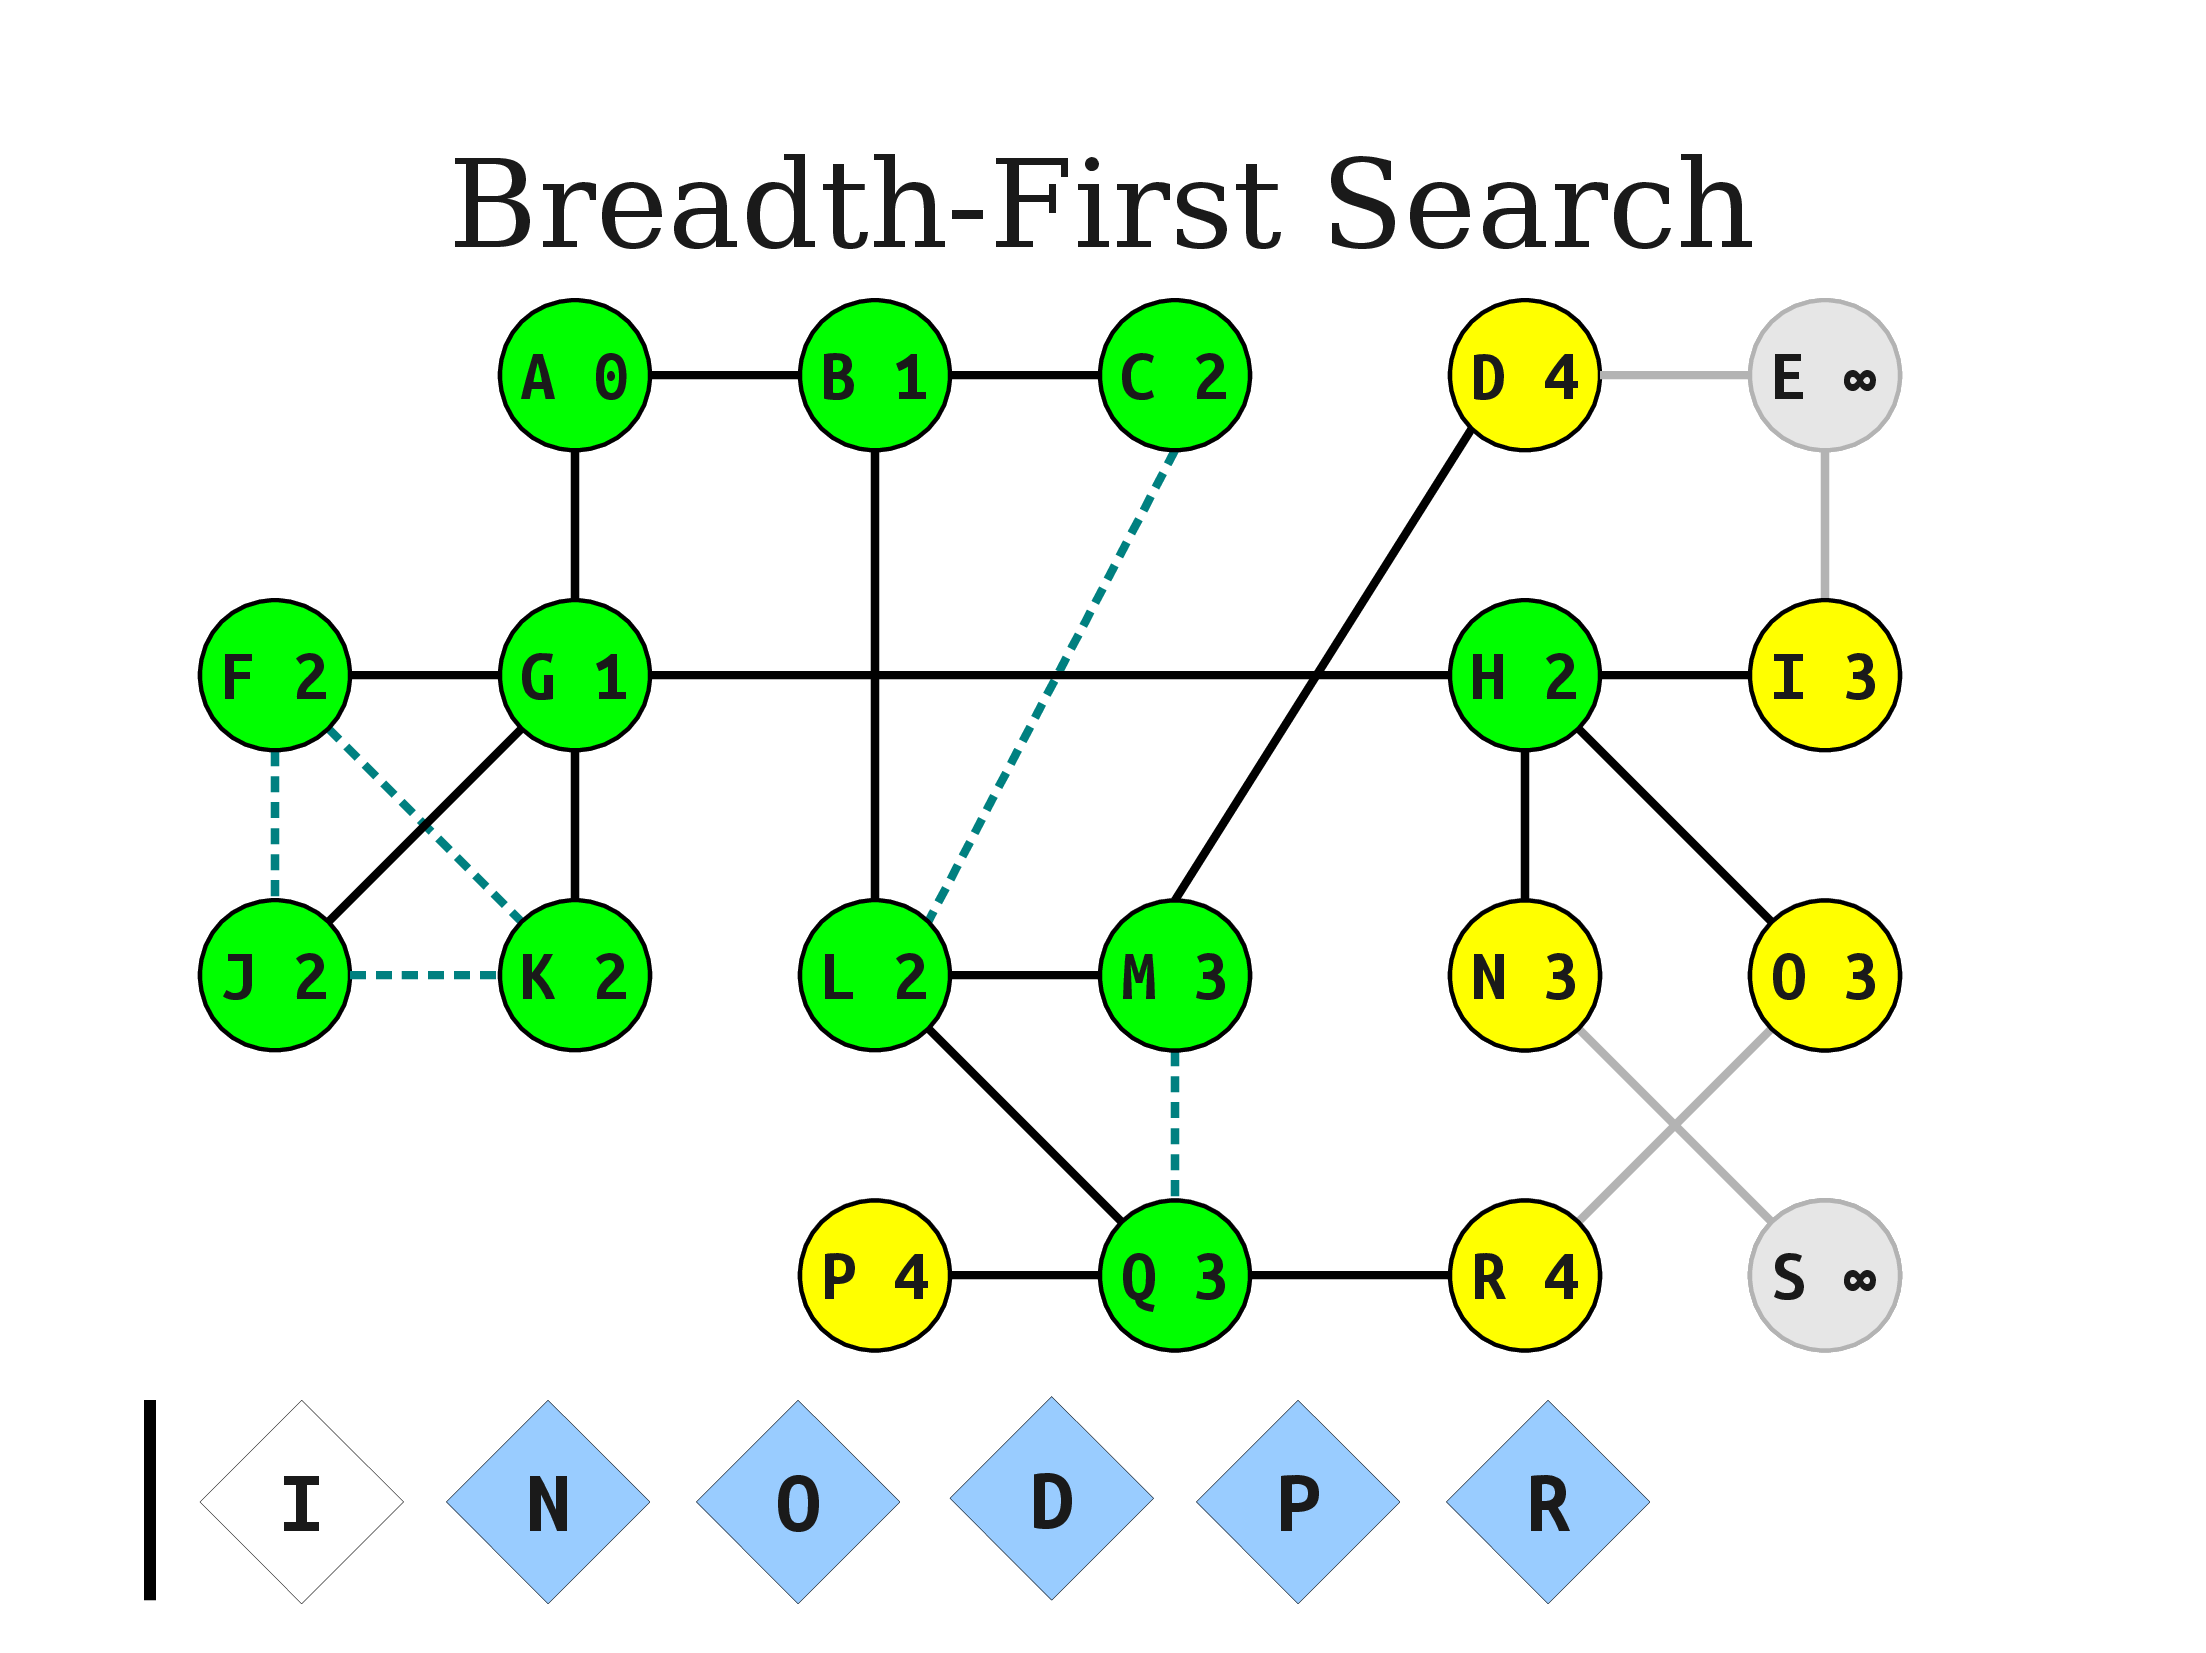 Breadth-First Search
A 0 B 1 C 2 D 4 E ∞
F 2 G 1 H 2 I 3
J 2 K 2 L 2 M 3 N 3 O 3
P 4 Q 3 R 4 S ∞
I N O D P R